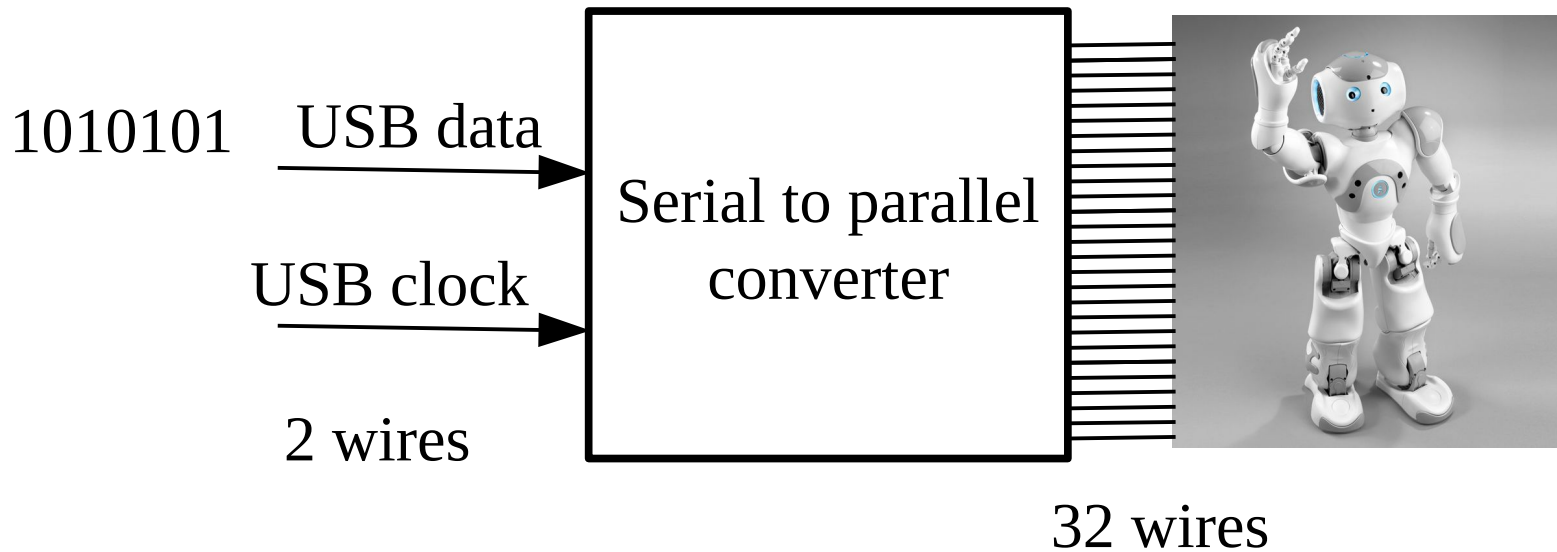 1010101
USB data
USB clock
2 wires
Serial to parallel
converter
32 wires